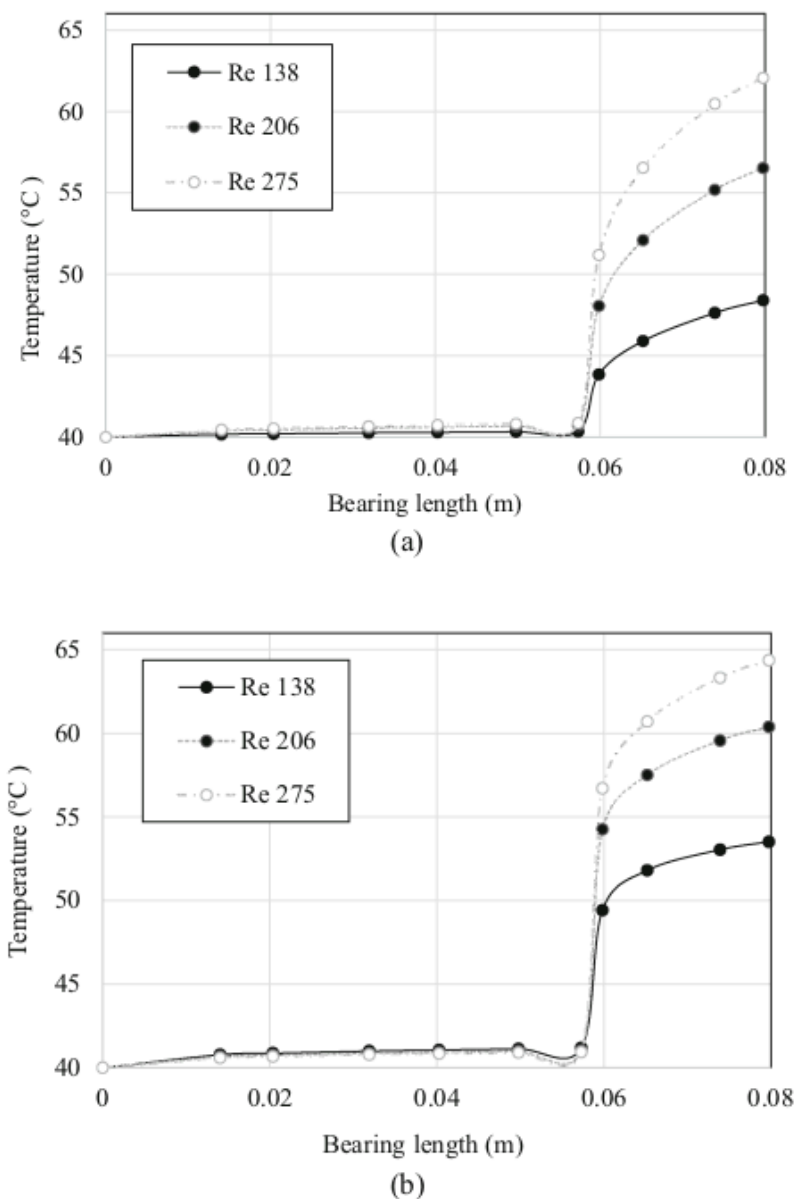 65
60
55
50
45
40
Temperature (°C )
Re 138
Re 206
Re 275
0
0.02
0.04
0.06
0.08
Bearing length (m)
(a)
65
60
55
50
45
40
Temperature (°C )
Re 138
Re 206
Re 275
0
0.02
0.04
0.06
0.08
Bearing length (m)
(b)